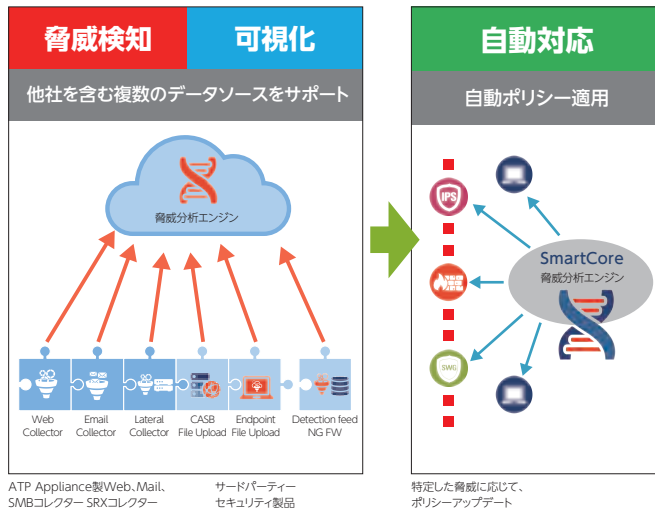 脅威検知
可視化
他社を含む複数のデータソースをサポート
脅威分析エンジン
Web
Collector
Email
Collector
Lateral
Collector
CASB
File Upload
Endpoint
File Upload
Detection feed
NG FW
ATP Appliance製Web、Mail、
SMBコレクター SRXコレクター
サードパーティー
セキュリティ製品
自動対応
自動ポリシー適用
IPS
SWG
SmartCore
脅威分析エンジン
特定した脅威に応じて、
ポリシーアップデート